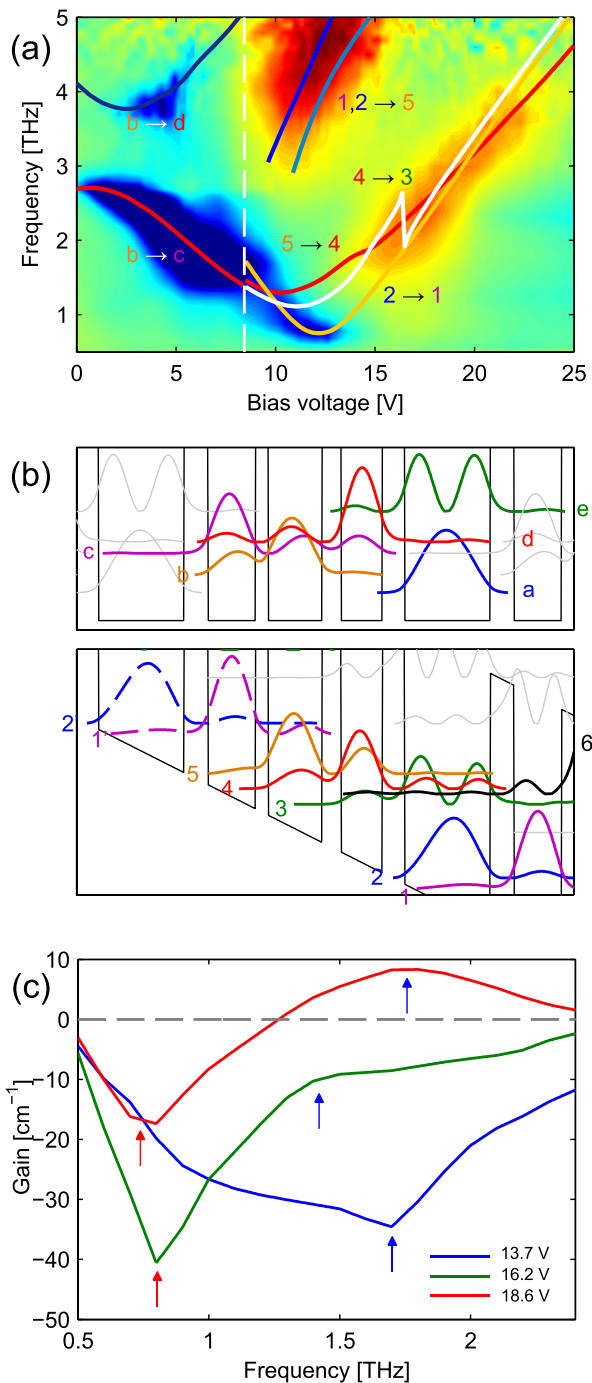 (a)
5
4
3
2
1
Frequency [THz]
b → d
1,2 → 5
4 → 3
b → c
5 → 4
2 → 1
0
5
10
15
20
25
Bias voltage [V]
(b)
e
c
d
b
a
2'
1'
5
4
3
6
2
1
(c)
10
0
−10
−20
−30
−40
−50
Gain [cm−1]
13.7 V
16.2 V
18.6 V
0.5
1
1.5
2
Frequency [THz]